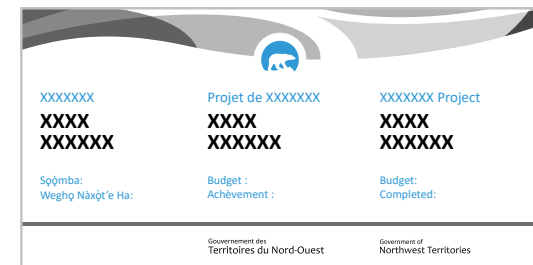 XXXXXXX
XXXX
XXXXXX
Sǫǫ̀mba:
Weghǫ Nàxǫ̀t’e Ha:
Projet de XXXXXXX
XXXX
XXXXXX
Budget :
Achèvement :
XXXXXXX Project
XXXX
XXXXXX
Budget:
Completed:
Gouvernement des
Territoires du Nord-Ouest
Government of
Northwest Territories